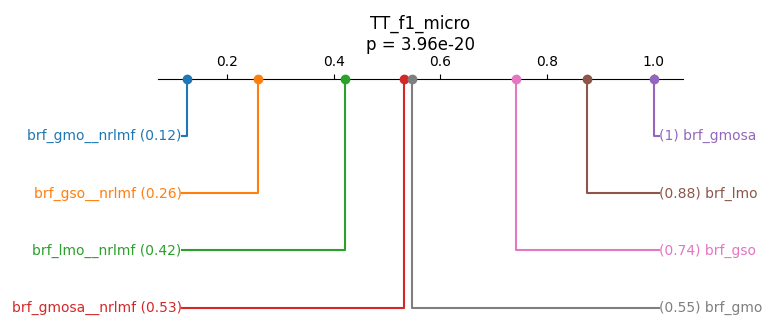 TT_f1_micro
p = 3.96e-20
0.2 0.4 0.6 0.8 1.0
brf_gmo__nrlmf (0.12) (1) brf_gmosa
brf_gso__nrlmf (0.26) (0.88) brf_lmo
brf_lmo__nrlmf (0.42) (0.74) brf_gso
brf_gmosa__nrlmf (0.53) (0.55) brf_gmo